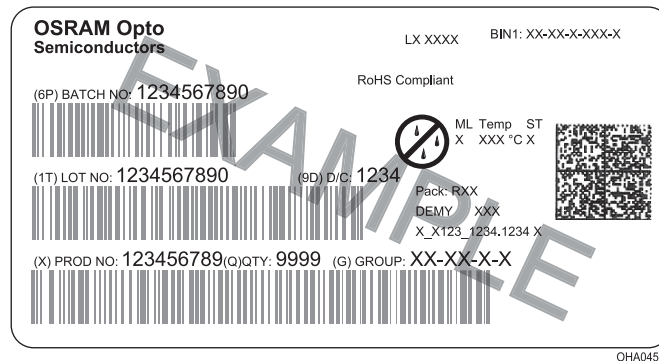 OSRAM Opto
Semiconductors
LX XXXX
BIN1: XX-XX-X-XXX-X
RoHS Compliant
(6P) BATCH NO: 1234567890
ML Temp ST
X XXX °C X
(1T) LOT NO: 1234567890 (9D) D/C: 1234
Pack: RXX
DEMY XXX
X_X123_1234.1234 X
(X) PROD NO: 123456789(Q)QTY: 9999 (G) GROUP: XX-XX-X-X
EXAMPLE
OHA045